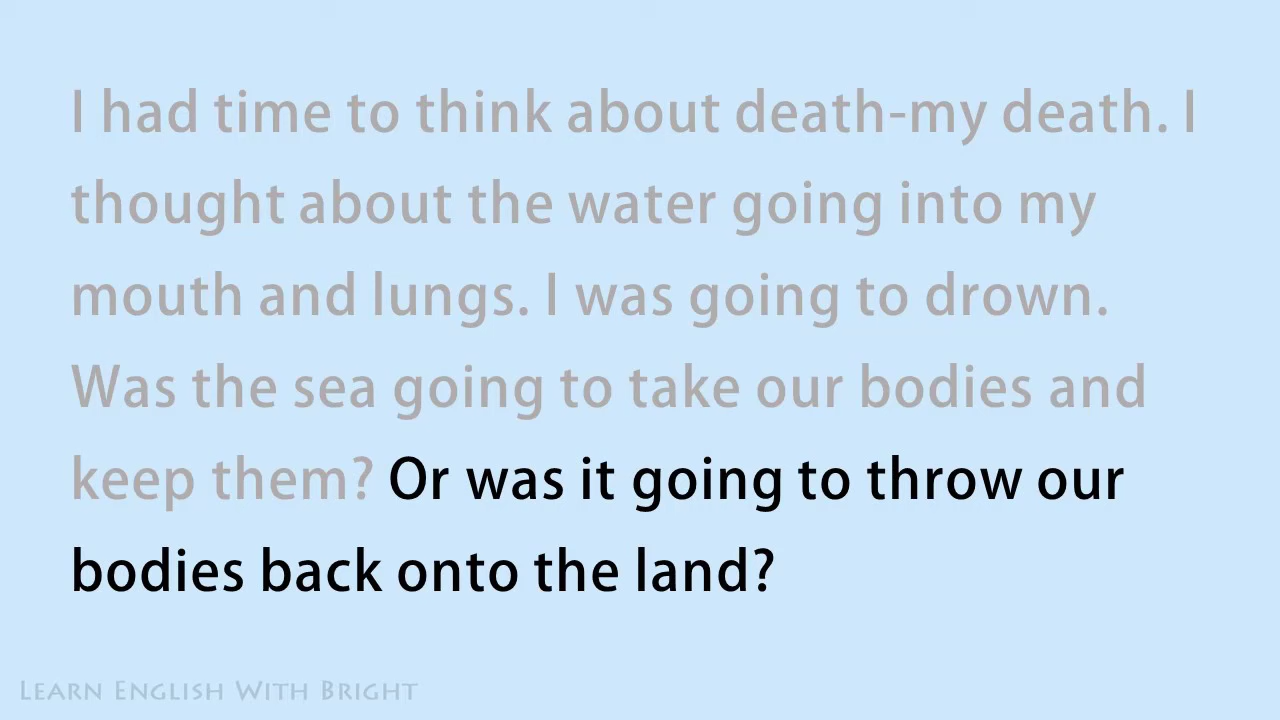 I had time to think about death-my death. I
thought about the water going into my
mouth and lungs. I was going to drown.
Was the sea going to take our bodies and
keep them? Or was it going to throw our
bodies back onto the land?
LEARN ENGLISH WITH BRIGHT